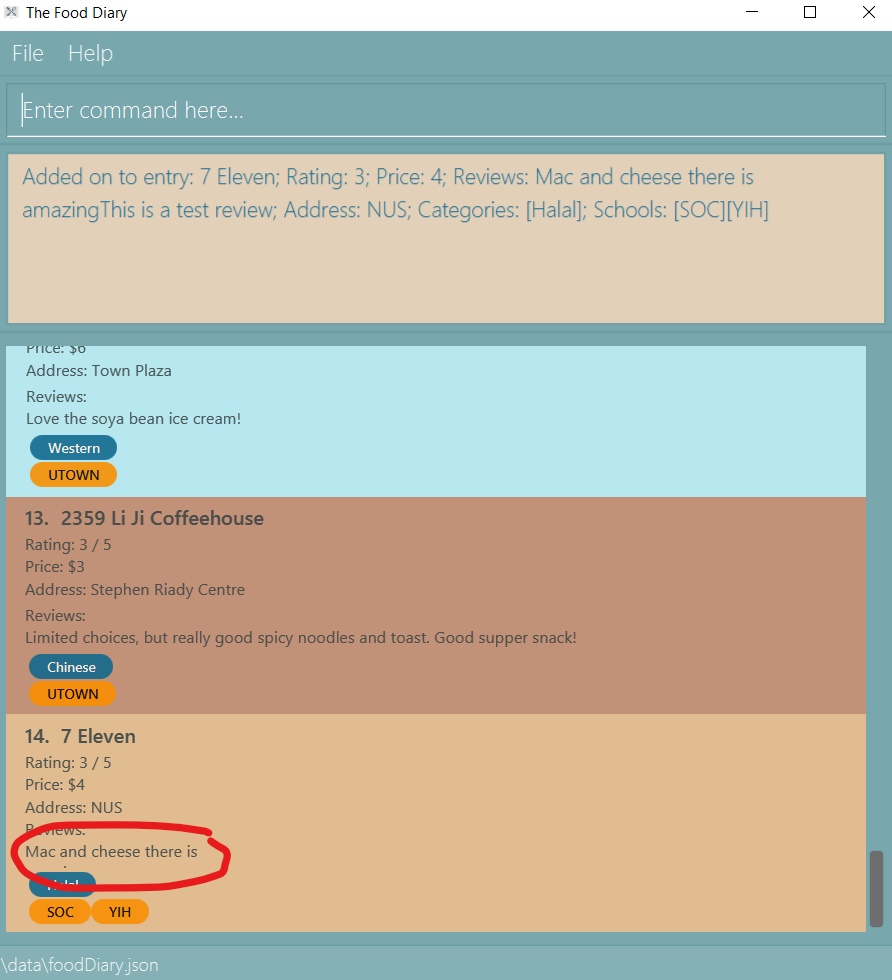 The Food Diary
File Help
Enter command here...
Added on to entry: 7 Eleven; Rating: 3; Price: 4; Reviews: Mac and cheese there is
amazingThis is a test review; Address: NUS; Categories: [Halal]; Schools: [SOC][YIH]
Price: $6
Address: Town Plaza
Reviews:
Love the soya bean ice cream!
Western
UTOWN
13. 2359 Li Ji Coffeehouse
Rating: 3 / 5
Price: $3
Address: Stephen Riady Centre
Reviews:
Limited choices, but really good spicy noodles and toast. Good supper snack!
Chinese
UTOWN
14. 7 Eleven
Rating: 3 / 5
Price: $4
Address: NUS
Reviews:
Mac and cheese there is
Halal
SOC YIH
\data\foodDiary.json